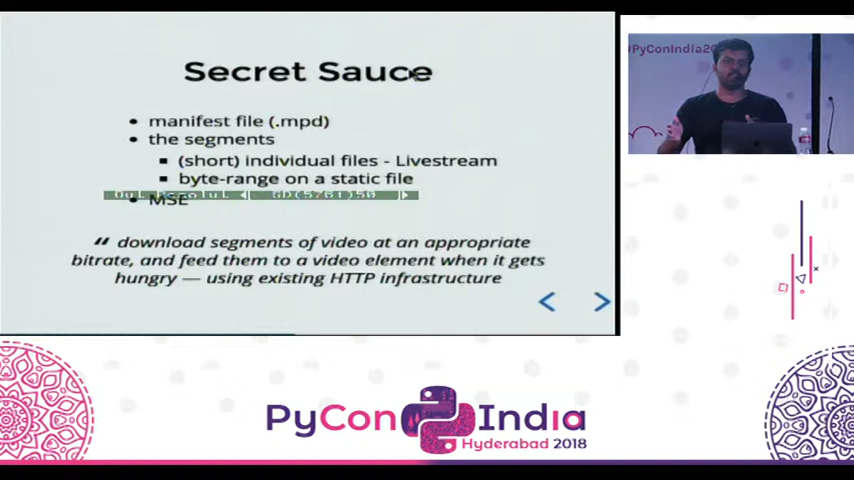 Secret Sauce
manifest file (.mpd)
the segments
(short) individual files - Livestream
byte-range on a static file
MSE
“ download segments of video at an appropriate
bitrate, and feed them to a video element when it gets
hungry — using existing HTTP infrastructure
#PyConIndia20
PyCon India
Hyderabad 2018